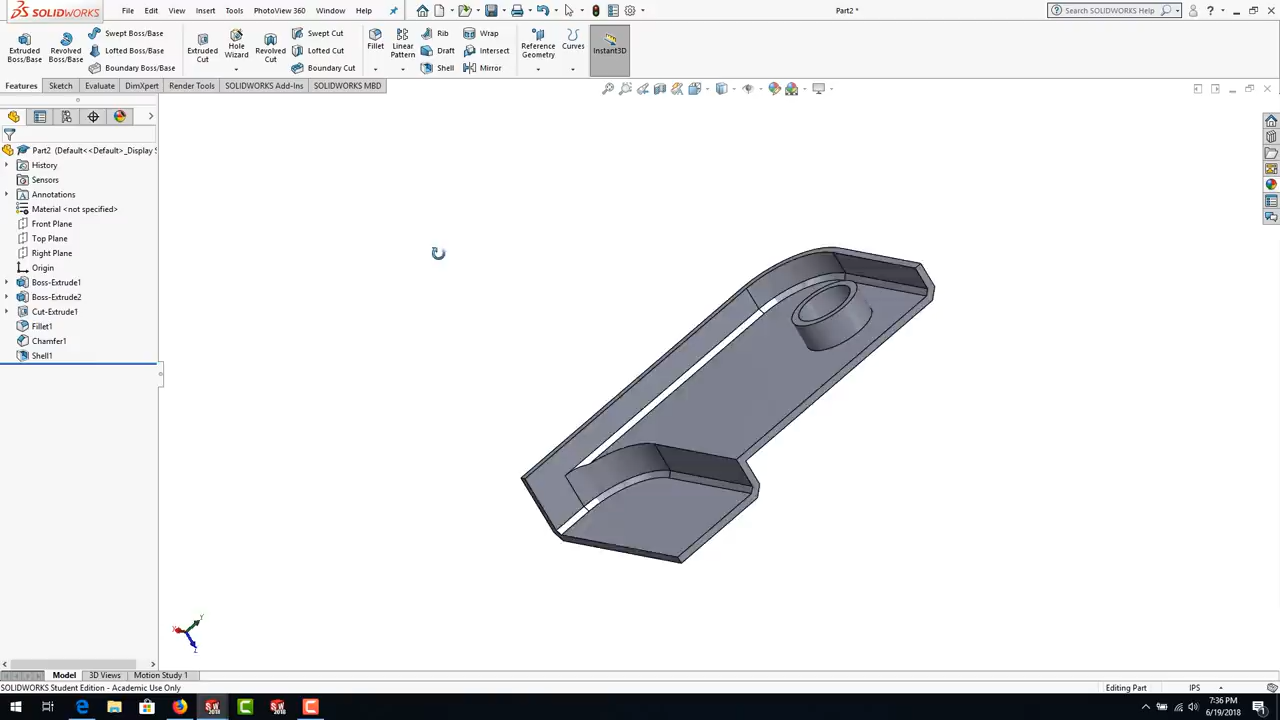 SOLIDWORKS File Edit View Insert Tools PhotoView 360 Window Help Part2 * Search SOLIDWORKS Help
Extruded Boss/Base
Revolved Boss/Base
Swept Boss/Base
Lofted Boss/Base
Boundary Boss/Base
Extruded Cut
Hole Wizard
Revolved Cut
Swept Cut
Lofted Cut
Boundary Cut
Fillet
Linear Pattern
Rib
Draft
Shell
Wrap
Intersect
Mirror
Reference Geometry
Curves
Instant3D
Features Sketch Evaluate DimXpert Render Tools SOLIDWORKS Add-Ins SOLIDWORKS MBD
Part2 (Default<<Default>_Display S
History
Sensors
Annotations
Material <not specified>
Front Plane
Top Plane
Right Plane
Origin
Boss-Extrude1
Boss-Extrude2
Cut-Extrude1
Fillet1
Chamfer1
Shell1
Model 3D Views Motion Study 1
SOLIDWORKS Student Edition - Academic Use Only Editing Part IPS
7:36 PM
6/19/2018